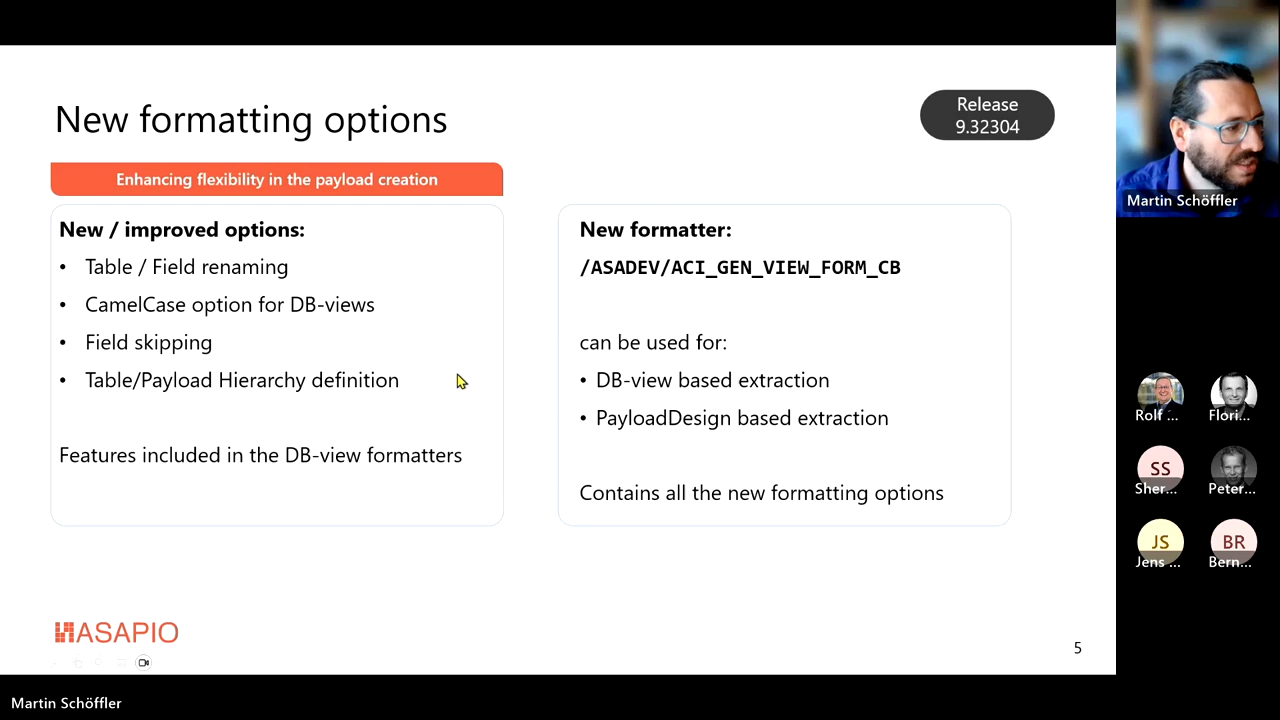 New formatting options
Release
9.32304
Enhancing flexibility in the payload creation
New / improved options:
• Table / Field renaming
• CamelCase option for DB-views
• Field skipping
• Table/Payload Hierarchy definition
Features included in the DB-view formatters
New formatter:
/ASADEV/ACI_GEN_VIEW_FORM_CB
can be used for:
• DB-view based extraction
• PayloadDesign based extraction
Contains all the new formatting options
ASAPIO
5
Martin Schöffler
Martin Schöffler
Rolf ...
Flori...
SS
Sher...
Peter...
JS
Jens ...
BR
Bern...